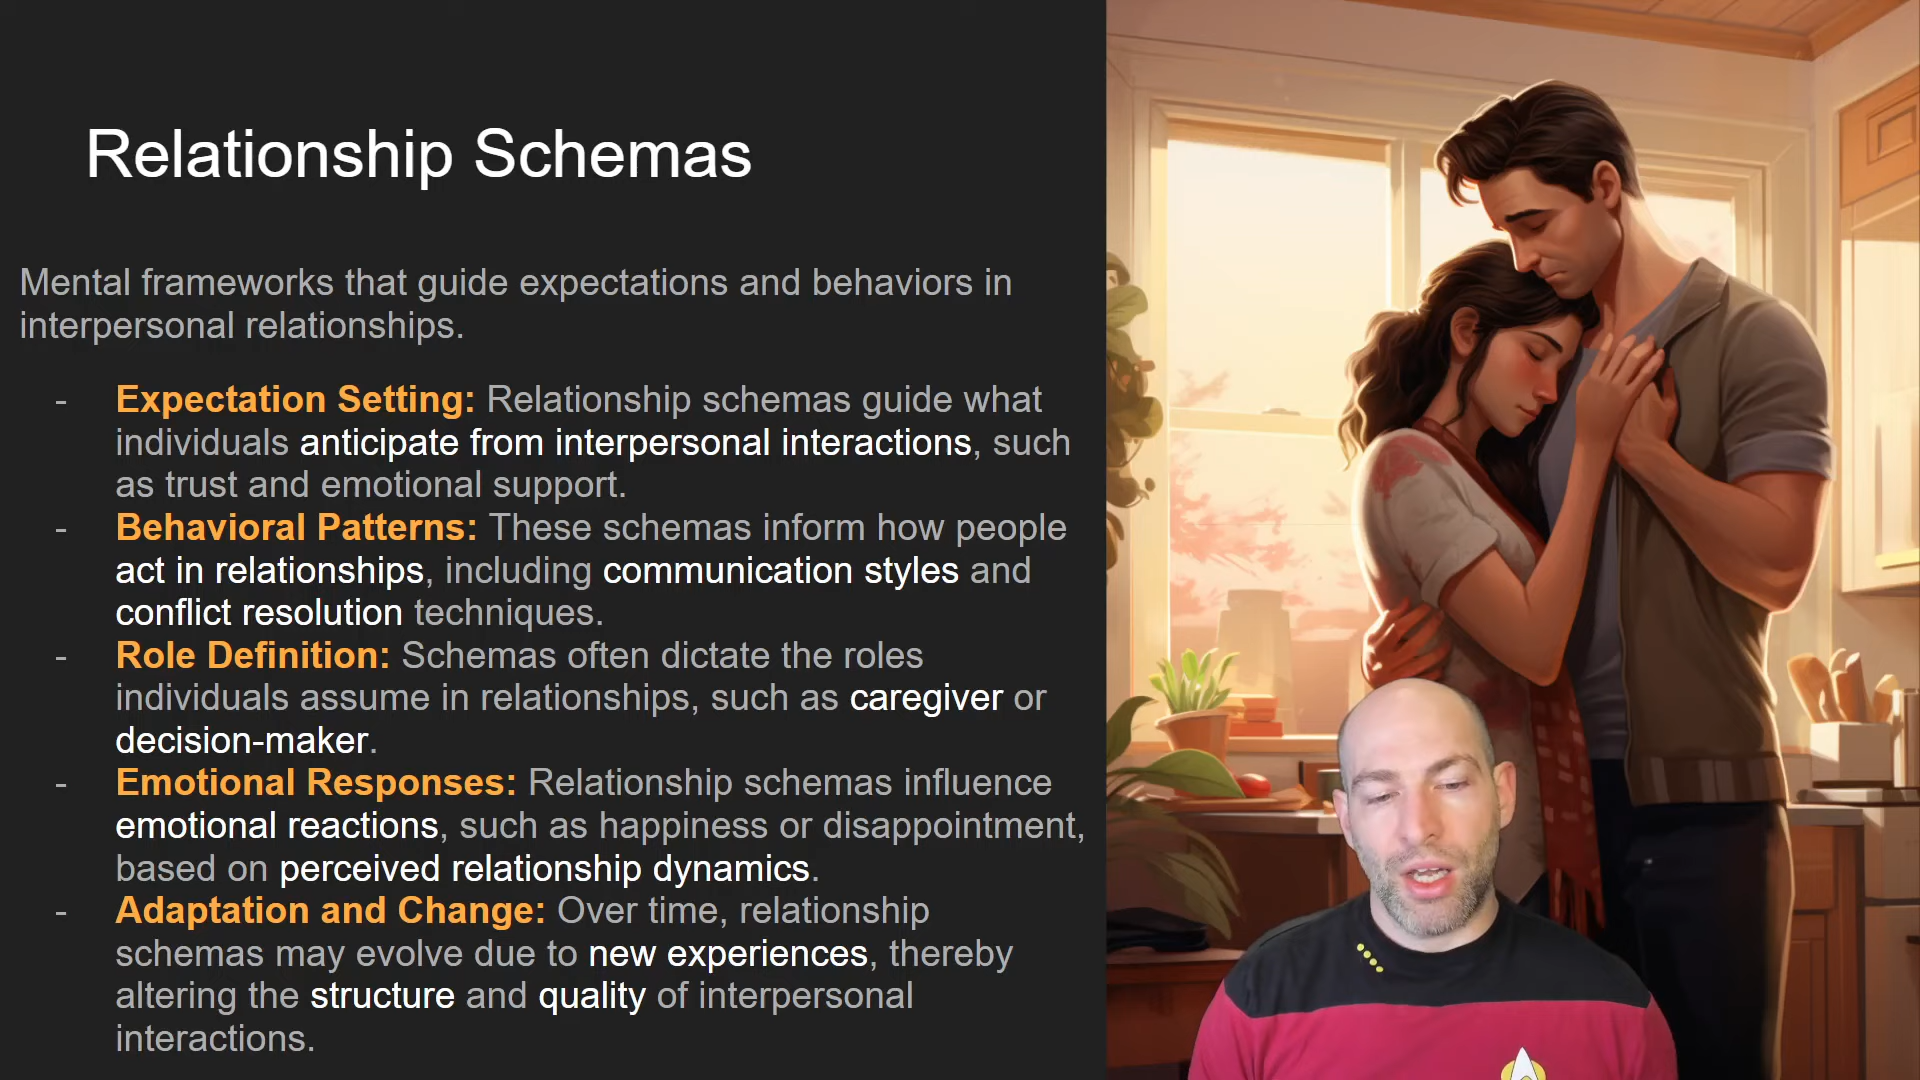 Relationship Schemas
Mental frameworks that guide expectations and behaviors in
interpersonal relationships.
- Expectation Setting: Relationship schemas guide what
individuals anticipate from interpersonal interactions, such
as trust and emotional support.
- Behavioral Patterns: These schemas inform how people
act in relationships, including communication styles and
conflict resolution techniques.
- Role Definition: Schemas often dictate the roles
individuals assume in relationships, such as caregiver or
decision-maker.
- Emotional Responses: Relationship schemas influence
emotional reactions, such as happiness or disappointment,
based on perceived relationship dynamics.
- Adaptation and Change: Over time, relationship
schemas may evolve due to new experiences, thereby
altering the structure and quality of interpersonal
interactions.